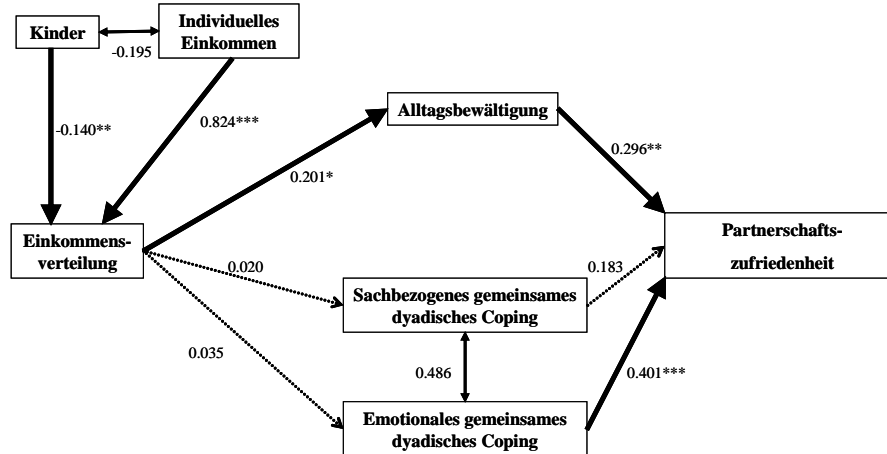 Kinder
Individuelles
Einkommen
-0.195
-0.140**
0.824***
Alltagsbewältigung
0.201*
0.296**
Einkommens-
verteilung
Partnerschafts-
zufriedenheit
0.020
0.183
Sachbezogenes gemeinsames
dyadisches Coping
0.035
0.486
0.401***
Emotionales gemeinsames
dyadisches Coping